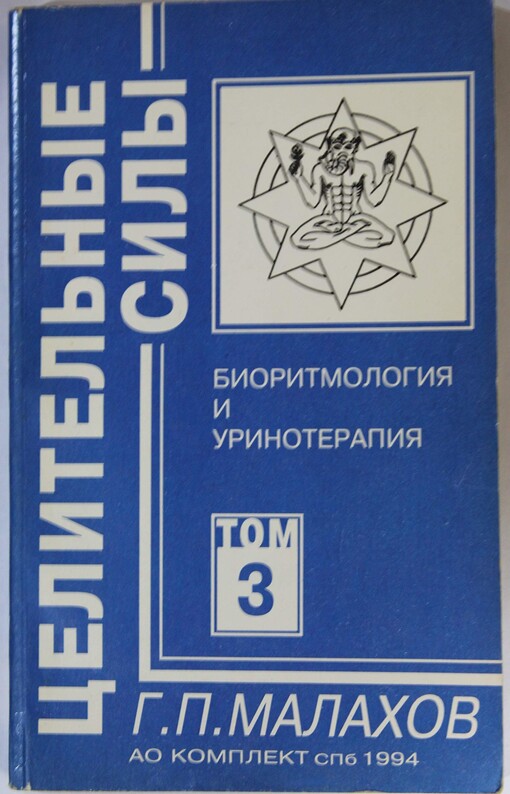 ЦЕЛИТЕЛЬНЫЕ
СИЛЫ
БИОРИТМОЛОГИЯ
И
УРИНОТЕРАПИЯ
ТОМ
3
Г.П.МАЛАХОВ
АО КОМПЛЕКТ СПб 1994